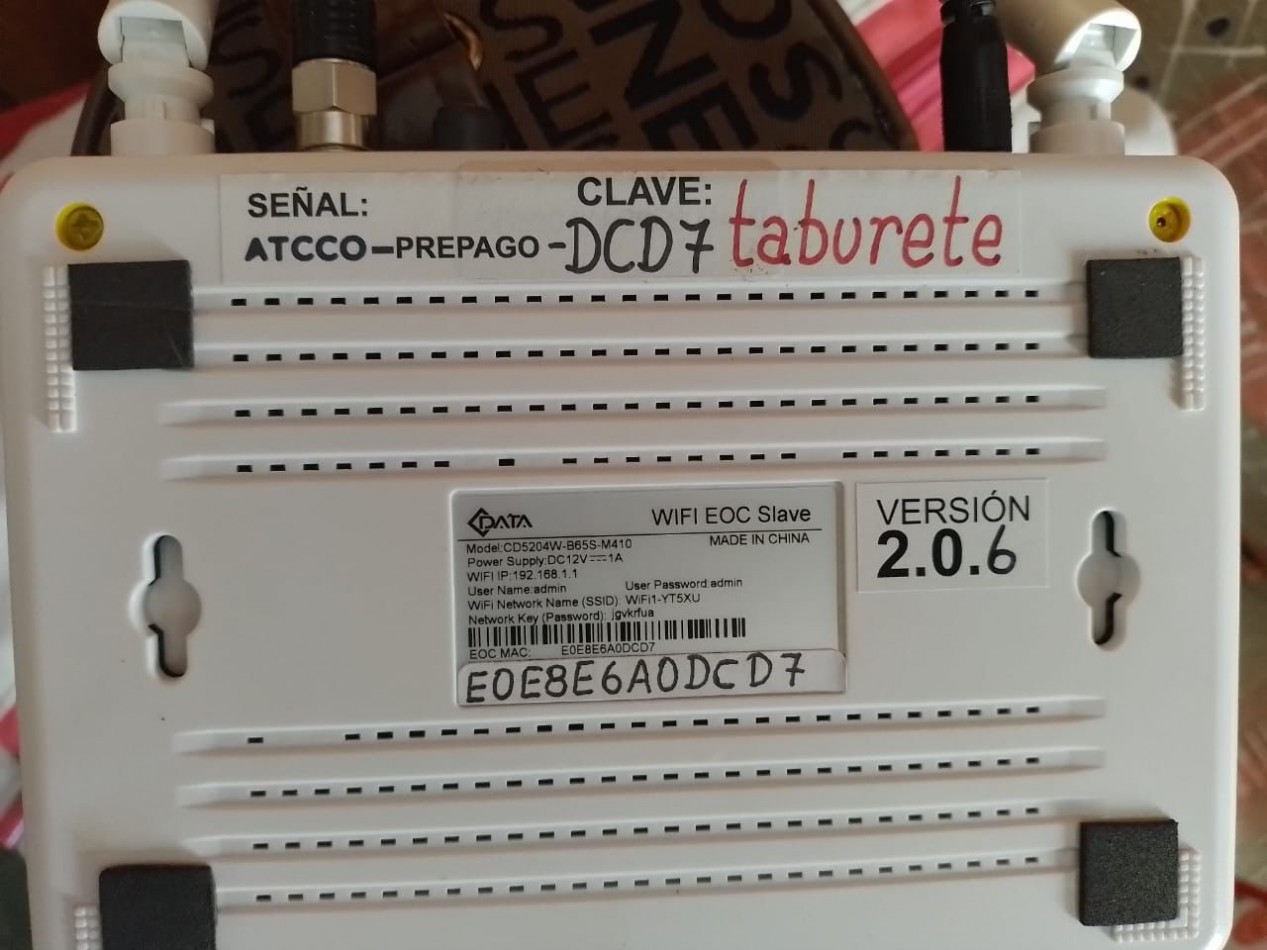 SEÑAL:
CLAVE:
ATCCO-PREPAGO-DCD7 taburete
CDATA
WIFI EOC Slave
Model:CD5204W-B65S-M410
MADE IN CHINA
Power Supply:DC12V⎓1A
WIFI IP:192.168.1.1
User Name:admin
User Password:admin
WiFi Network Name (SSID): WiFi1-YT5XU
Network Key (Password): jgvkrfua
EOC MAC: E0E8E6A0DCD7
E0E8E6A0DCD7
VERSIÓN
2.0.6